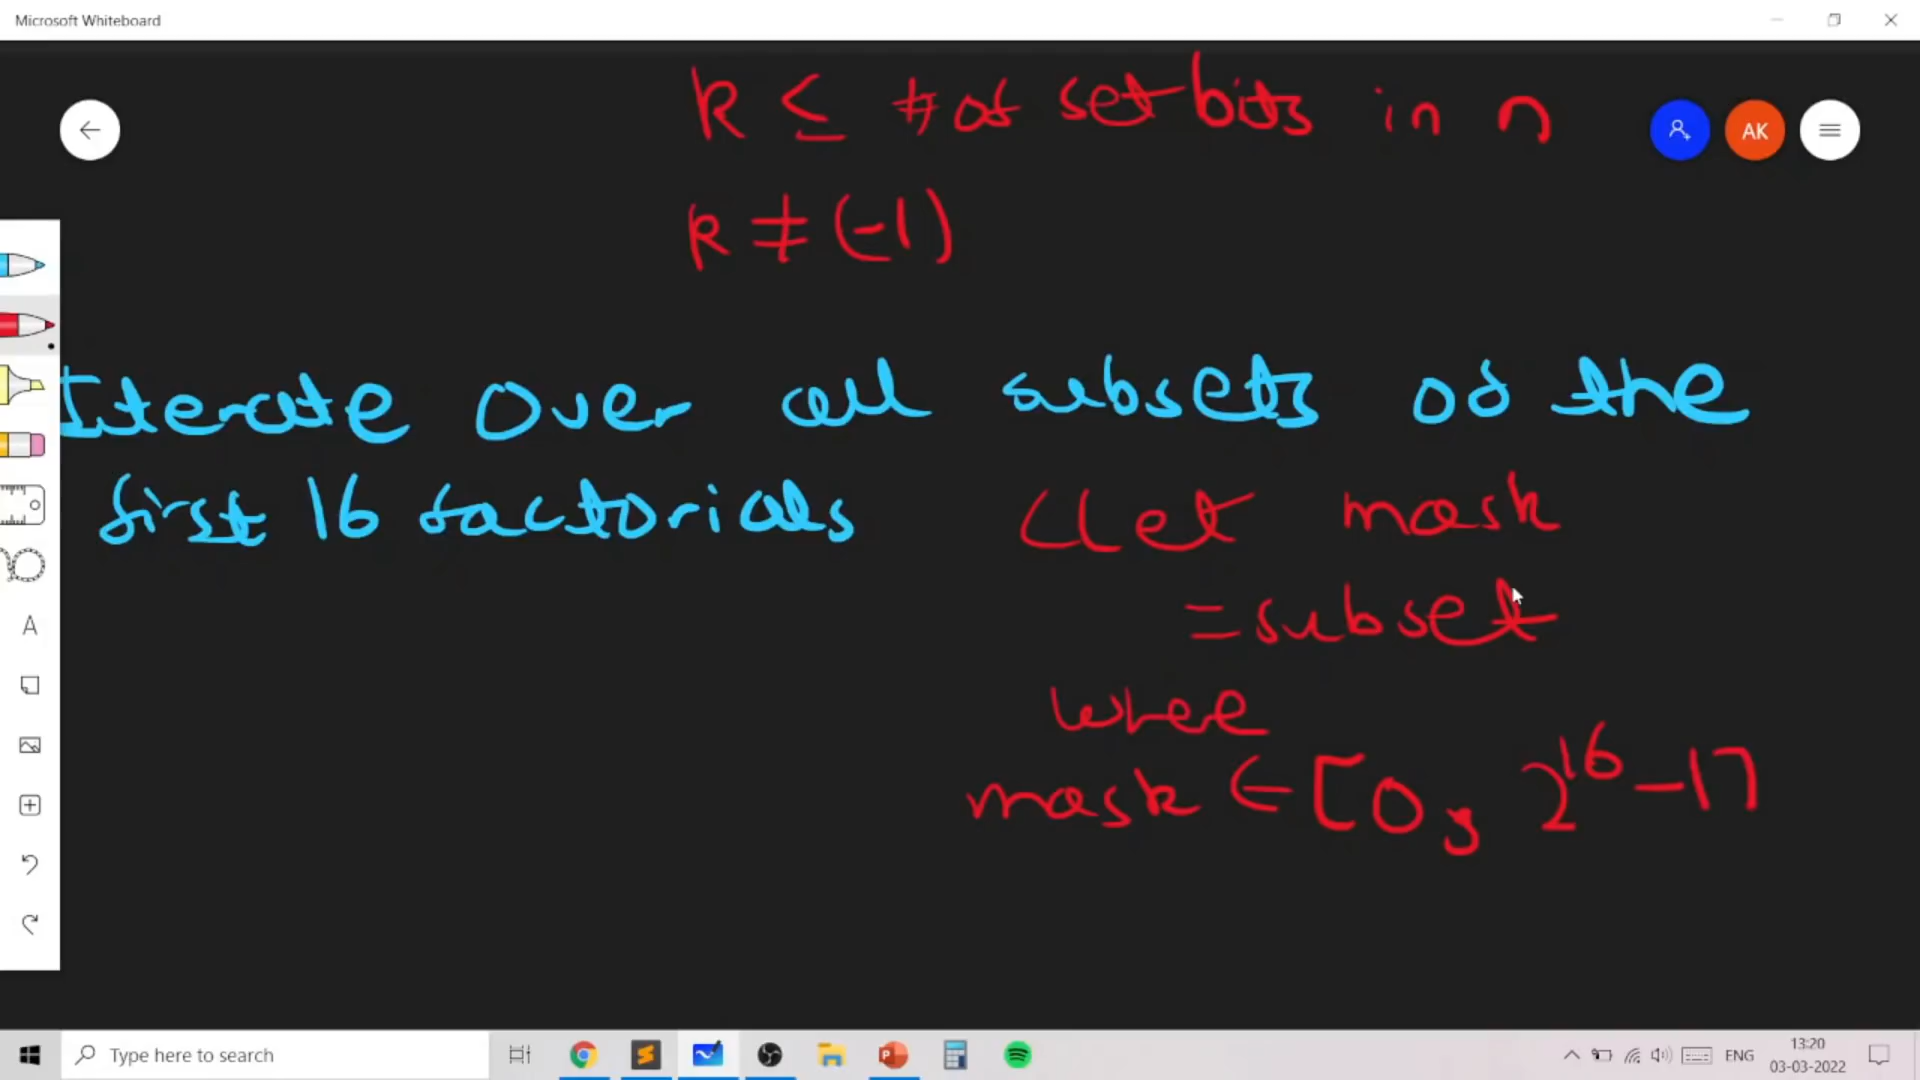 Microsoft Whiteboard
k ≤ # of set bits in n
AK
k ≠ (-1)
Iterate over all subsets of the
first 16 factorials
(let mask
= subset
whee
mask ∈ [0, 2^16 - 1]
A
Type here to search
ENG
13:20
03-03-2022